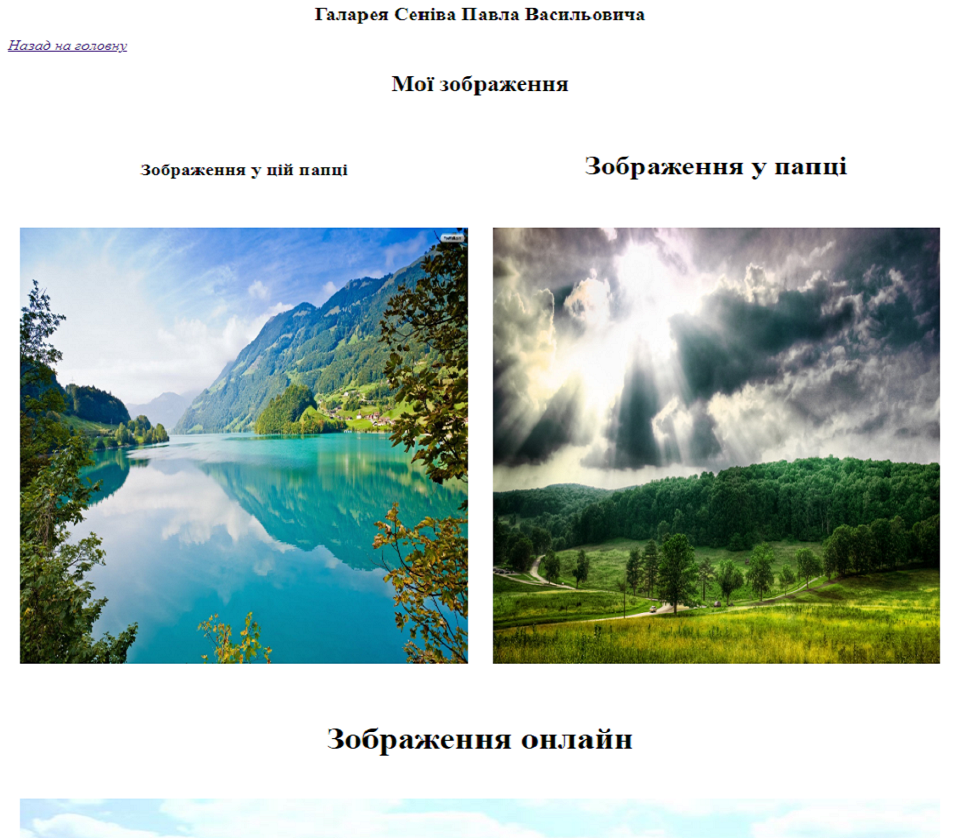 Галарея Сеніва Павла Васильовича
Назад на головну
Мої зображення
Зображення у цій папці
Зображення у папці
Зображення онлайн